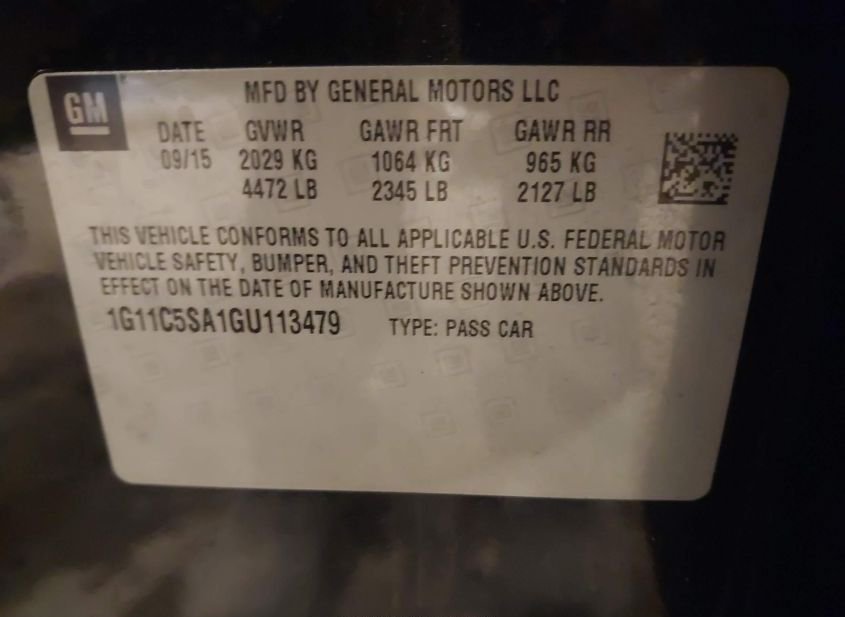 GM
MFD BY GENERAL MOTORS LLC
DATE GVWR GAWR FRT GAWR RR
09/15 2029 KG 1064 KG 965 KG
4472 LB 2345 LB 2127 LB
THIS VEHICLE CONFORMS TO ALL APPLICABLE U.S. FEDERAL MOTOR
VEHICLE SAFETY, BUMPER, AND THEFT PREVENTION STANDARDS IN
EFFECT ON THE DATE OF MANUFACTURE SHOWN ABOVE.
1G11C5SA1GU113479 TYPE: PASS CAR